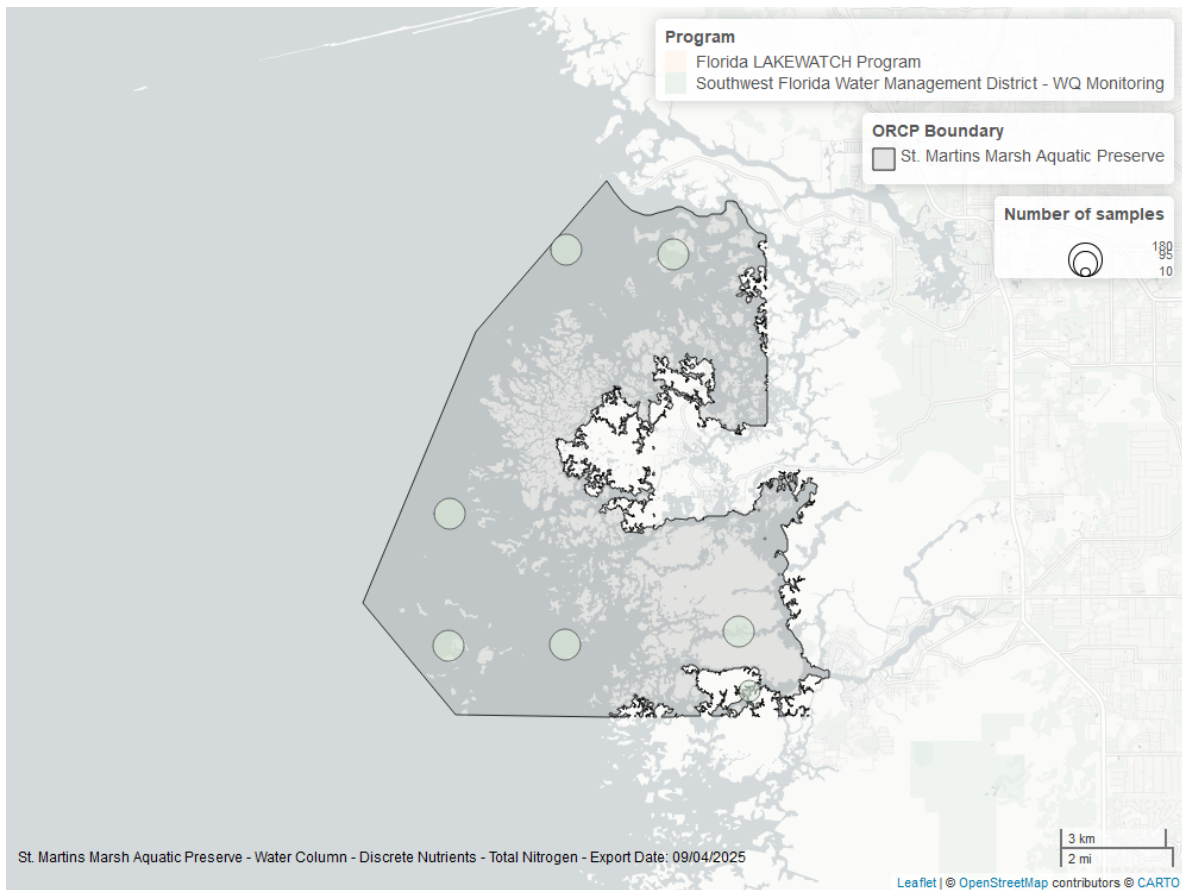 Program
Florida LAKEWATCH Program
Southwest Florida Water Management District - WQ Monitoring
ORCP Boundary
St. Martins Marsh Aquatic Preserve
Number of samples
180
95
10
3 km
2 mi
St. Martins Marsh Aquatic Preserve - Water Column - Discrete Nutrients - Total Nitrogen - Export Date: 09/04/2025
Leaflet | © OpenStreetMap contributors © CARTO